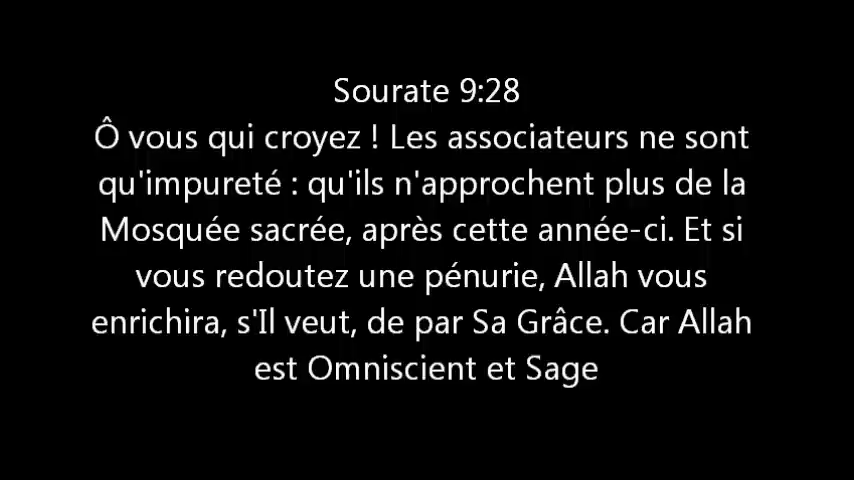 Sourate 9:28
Ô vous qui croyez ! Les associateurs ne sont
qu'impureté : qu'ils n'approchent plus de la
Mosquée sacrée, après cette année-ci. Et si
vous redoutez une pénurie, Allah vous
enrichira, s'Il veut, de par Sa Grâce. Car Allah
est Omniscient et Sage